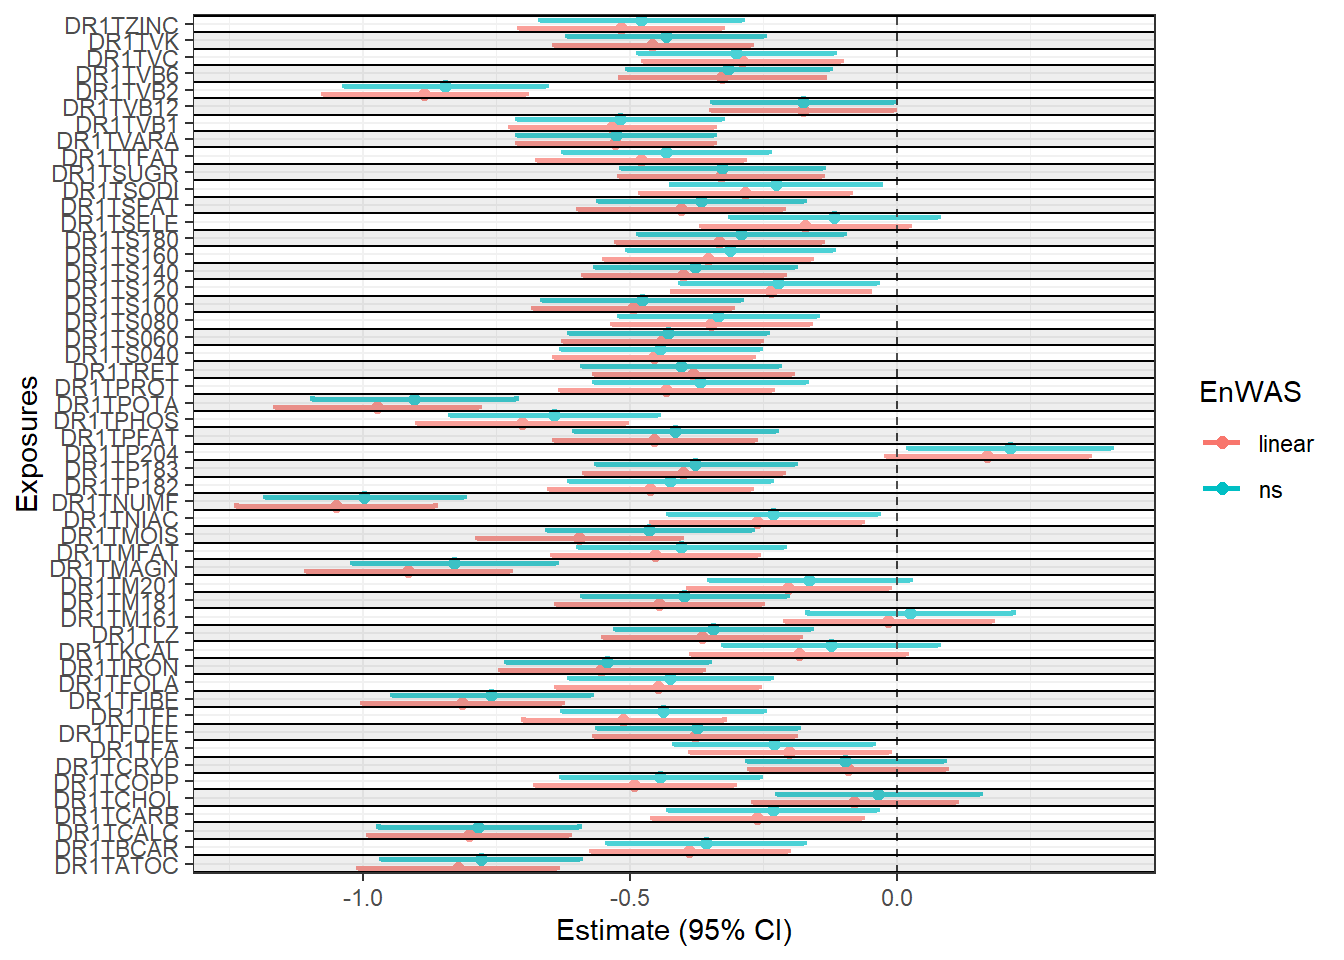 DR1TZINC
DR1TVK
DR1TVC
DR1TVB6
DR1TVB2
DR1TVB12
DR1TVB1
DR1TVARA
DR1TTFAT
DR1TSUGR
DR1TSODI
DR1TSFAT
DR1TSELE
DR1TS180
DR1TS160
DR1TS140
DR1TS120
DR1TS100
DR1TS080
DR1TS060
DR1TS040
DR1TRET
DR1TPROT
DR1TPOTA
DR1TPHOS
DR1TPFAT
DR1TP204
DR1TP183
DR1TP182
DR1TNUMF
DR1TNIAC
DR1TMOIS
DR1TMFAT
DR1TMAGN
DR1TM201
DR1TM181
DR1TM161
DR1TLZ
DR1TKCAL
DR1TIRON
DR1TFOLA
DR1TFIBE
DR1TFF
DR1TFDFE
DR1TFA
DR1TCRYP
DR1TCOPP
DR1TCHOL
DR1TCARB
DR1TCALC
DR1TBCAR
DR1TATOC
Exposures
-1.0
-0.5
0.0
Estimate (95% CI)
EnWAS
linear
ns